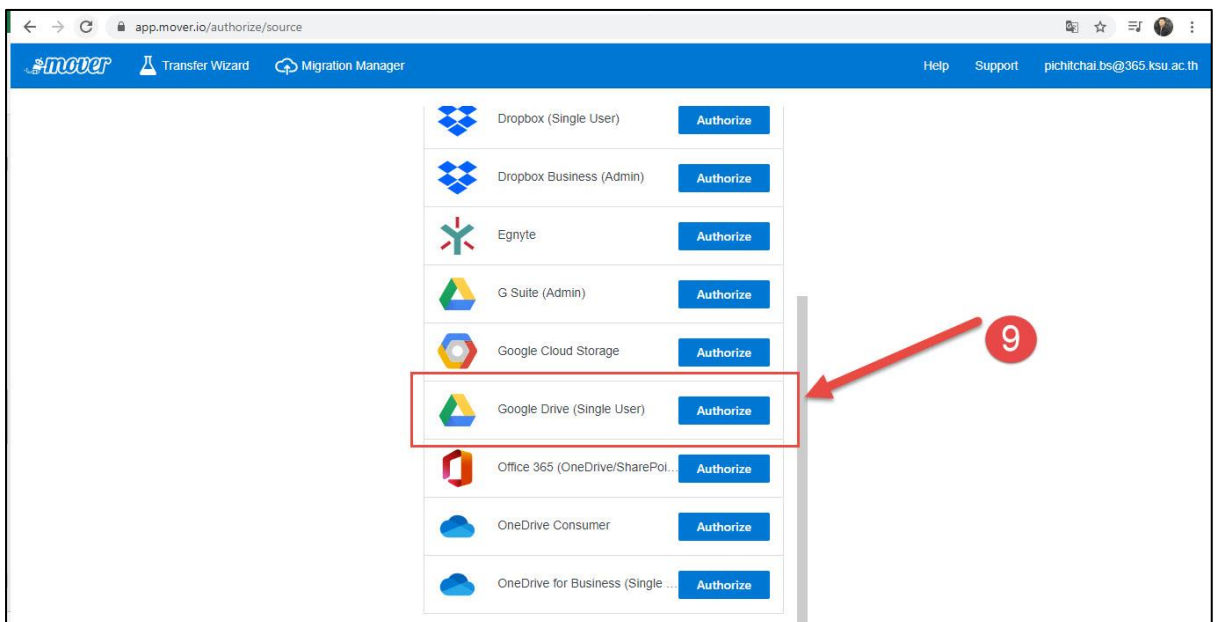 app.mover.io/authorize/source
mover Transfer Wizard Migration Manager Help Support pichitchai.bs@365.ksu.ac.th
Dropbox (Single User) Authorize
Dropbox Business (Admin) Authorize
Egnyte Authorize
G Suite (Admin) Authorize
Google Cloud Storage Authorize
9
Google Drive (Single User) Authorize
Office 365 (OneDrive/SharePoi... Authorize
OneDrive Consumer Authorize
OneDrive for Business (Single ... Authorize